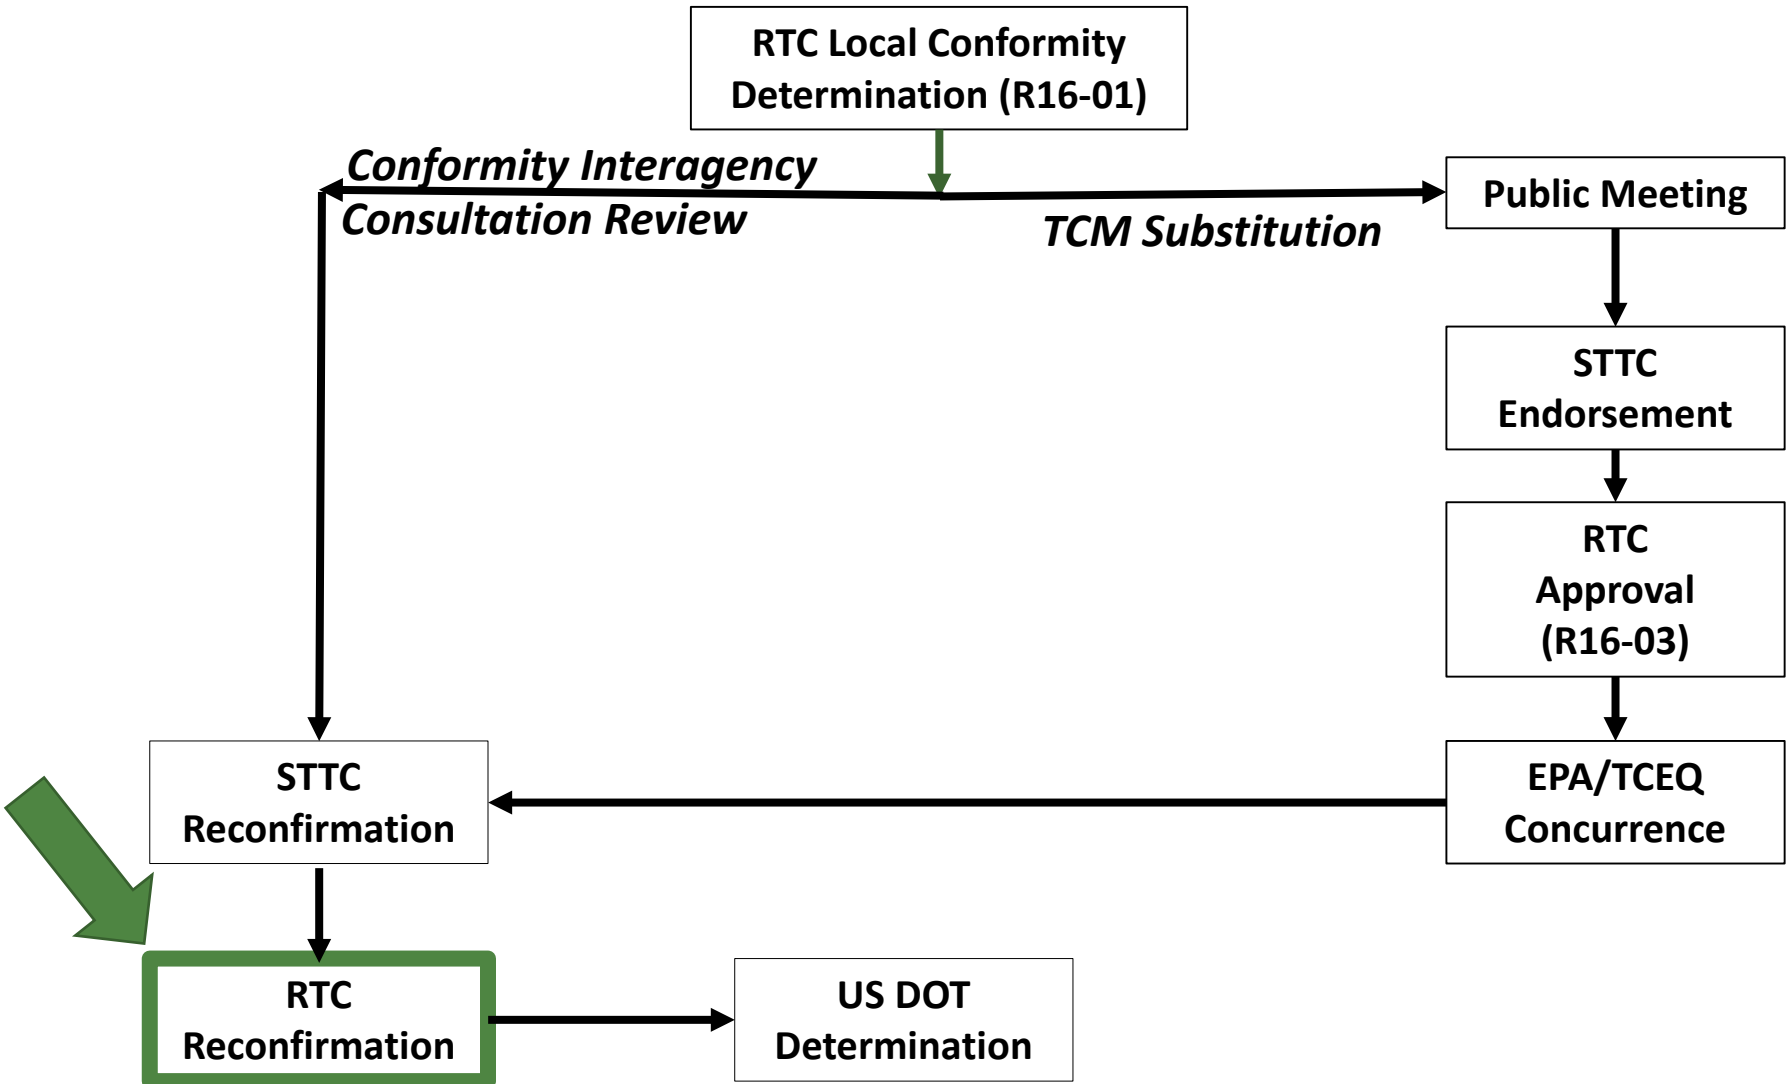 RTC Local Conformity
Determination (R16-01)
Conformity Interagency
Consultation Review
TCM Substitution
Public Meeting
STTC
Endorsement
RTC
Approval
(R16-03)
EPA/TCEQ
Concurrence
STTC
Reconfirmation
RTC
Reconfirmation
US DOT
Determination